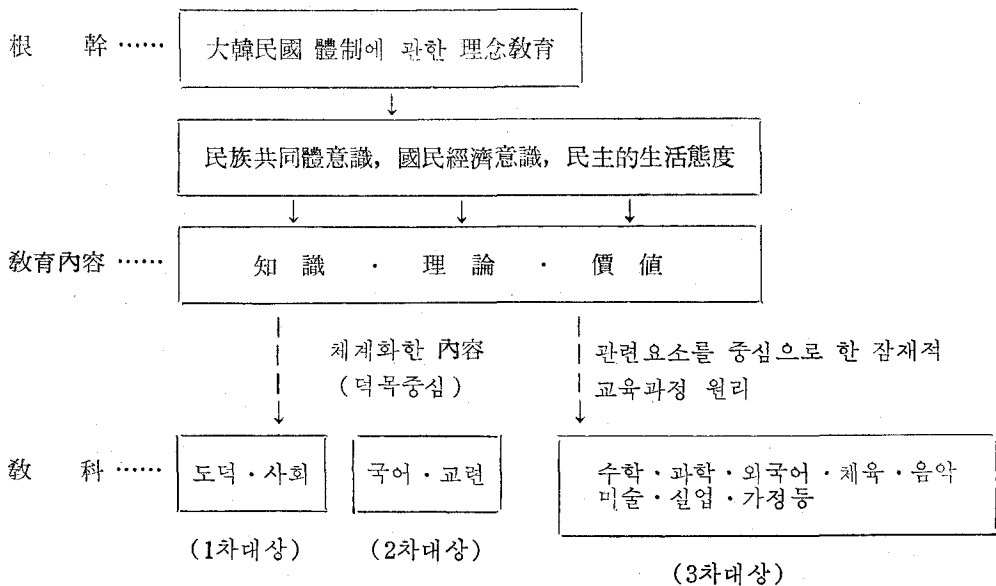 根 幹 ······ 大韓民國 體制에 관한 理念敎育
民族共同體意識, 國民經濟意識, 民主的生活態度
敎育內容 ······ 知 識 · 理 論 · 價 値
체계화한 內容
(덕목중심)
관련요소를 중심으로 한 잠재적
교육과정 원리
敎 科 ······ 도덕·사회 국어·교련 수학·과학·외국어·체육·음악
미술·실업·가정등
(1차대상) (2차대상)
(3차대상)